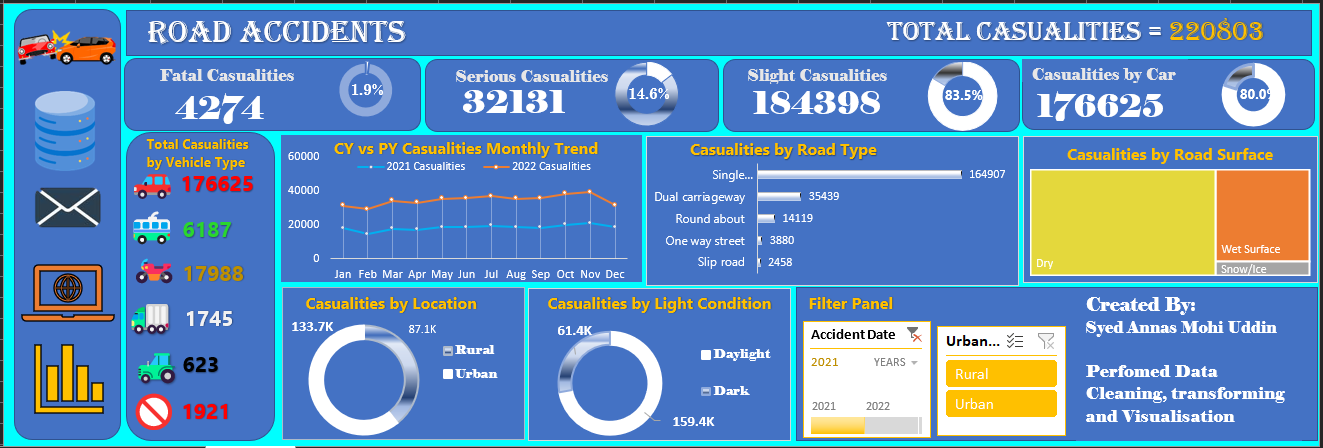 ROAD ACCIDENTS
TOTAL CASUALITIES = 220803
Fatal Casualities
4274
1.9%
Serious Casualities
32131
14.6%
Slight Casualities
184398
83.5%
Casualities by Car
176625
80.0%
Total Casualities
by Vehicle Type
176625
6187
17988
1745
623
1921
CY vs PY Casualities Monthly Trend
2021 Casualities
2022 Casualities
60000
40000
20000
0
Jan Feb Mar Apr May Jun Jul Aug Sep Oct Nov Dec
Casualities by Road Type
Single... 164907
Dual carriageway 35439
Round about 14119
One way street 3880
Slip road 2458
Casualities by Road Surface
Dry
Wet Surface
Snow/Ice
Casualities by Location
133.7K
87.1K
Rural
Urban
Casualities by Light Condition
61.4K
159.4K
Daylight
Dark
Filter Panel
Accident Date
2021
YEARS
2021 2022
Urban...
Rural
Urban
Created By:
Syed Annas Mohi Uddin
Perfomed Data
Cleaning, transforming
and Visualisation